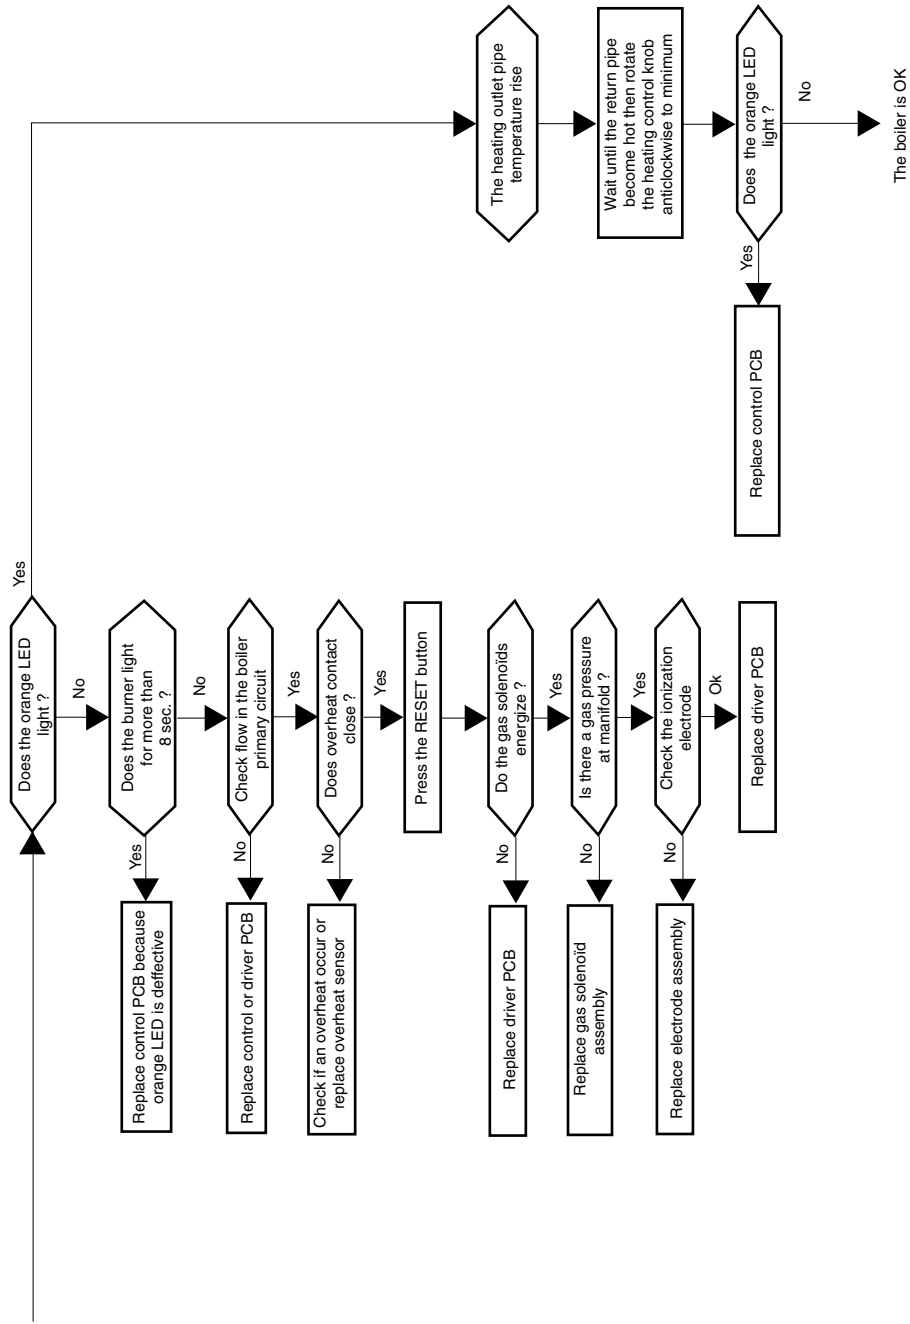 Does the orange LED
light ?
Yes
No
Does the burner light
for more than
8 sec. ?
Yes
Replace control PCB because
orange LED is deffective
No
Check flow in the boiler
primary circuit
No
Replace control or driver PCB
Yes
Does overheat contact
close ?
No
Check if an overheat occur or
replace overheat sensor
Yes
Press the RESET button
Do the gas solenoïds
energize ?
No
Replace driver PCB
Yes
Is there a gas pressure
at manifold ?
No
Replace gas solenoïd
assembly
Yes
Check the ionization
electrode
No
Replace electrode assembly
Ok
Replace driver PCB
The heating outlet pipe
temperature rise
Wait until the return pipe
become hot then rotate
the heating control knob
anticlockwise to minimum
Does the orange LED
light ?
Yes
Replace control PCB
No
The boiler is OK